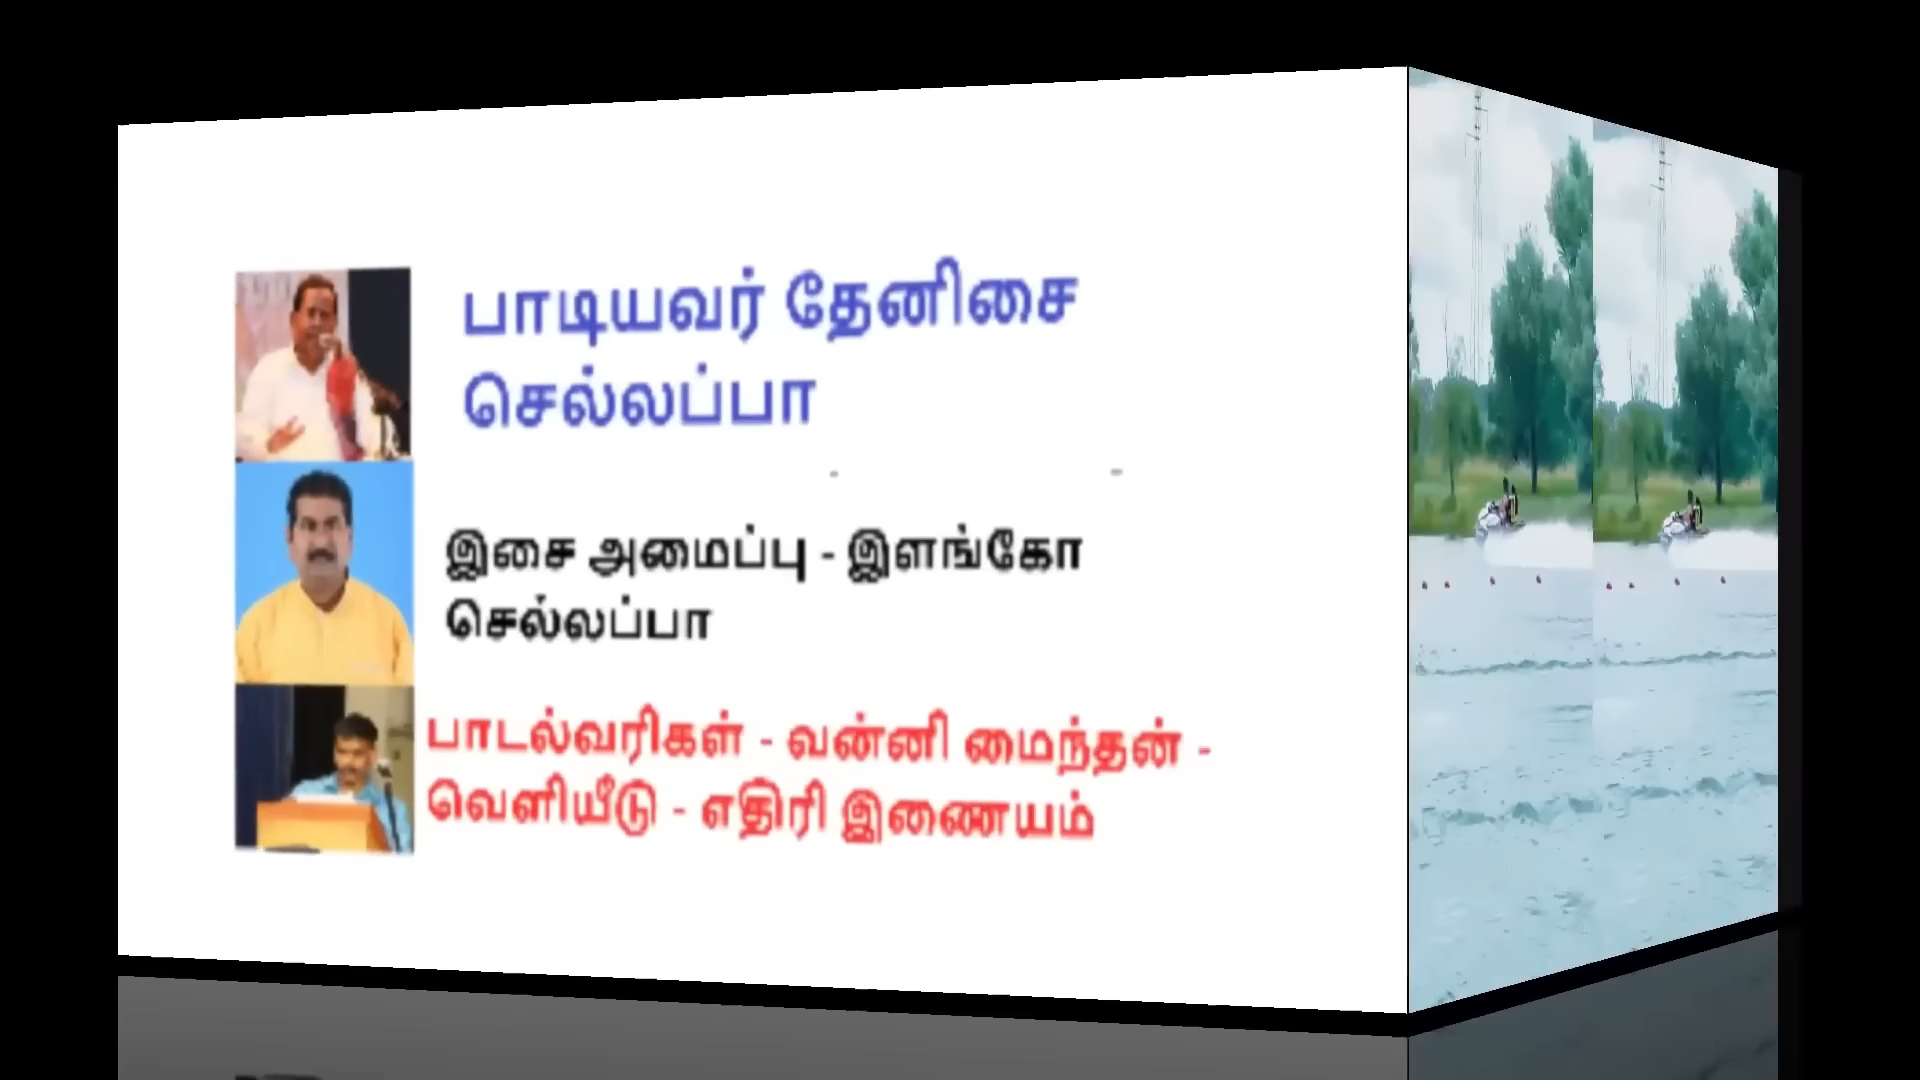 பாடியவர் தேனிசை
செல்லப்பா
இசை அமைப்பு - இளங்கோ
செல்லப்பா
பாடல்வரிகள் - வன்னி மைந்தன் -
வெளியீடு - எதிரி இணையம்